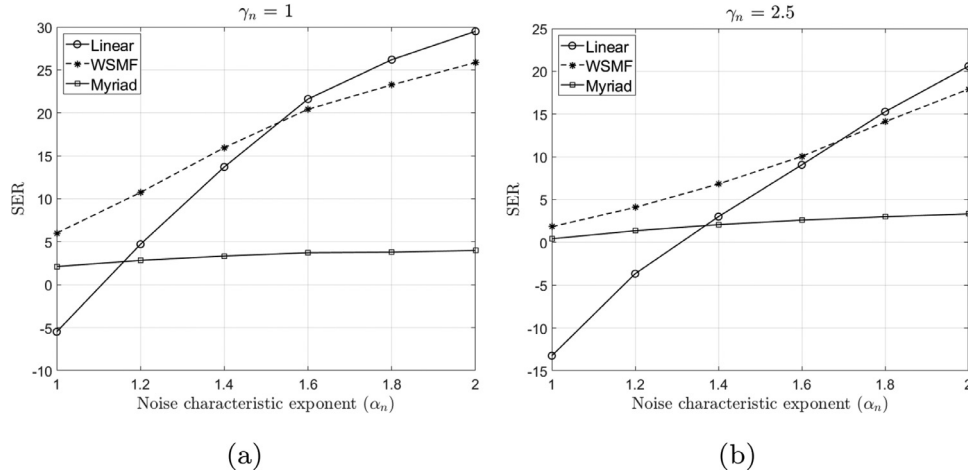 γn = 1
30
25
20
15
10
5
0
-5
-10
SER
Linear
WSMF
Myriad
1 1.2 1.4 1.6 1.8 2
Noise characteristic exponent (αn)
(a)
γn = 2.5
25
20
15
10
5
0
-5
-10
-15
SER
Linear
WSMF
Myriad
1 1.2 1.4 1.6 1.8 2
Noise characteristic exponent (αn)
(b)